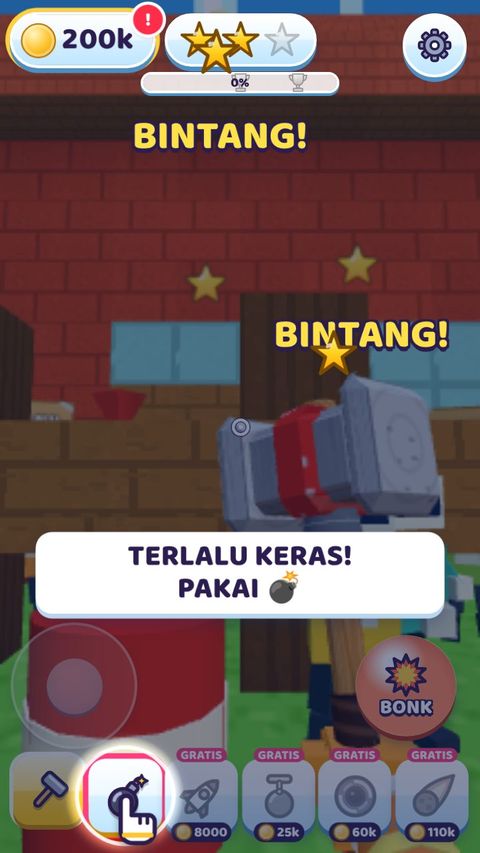 200k
!
0%
BINTANG!
BINTANG!
TERLALU KERAS!
PAKAI 💣
BONK
GRATIS GRATIS GRATIS GRATIS
8000 25k 60k 110k